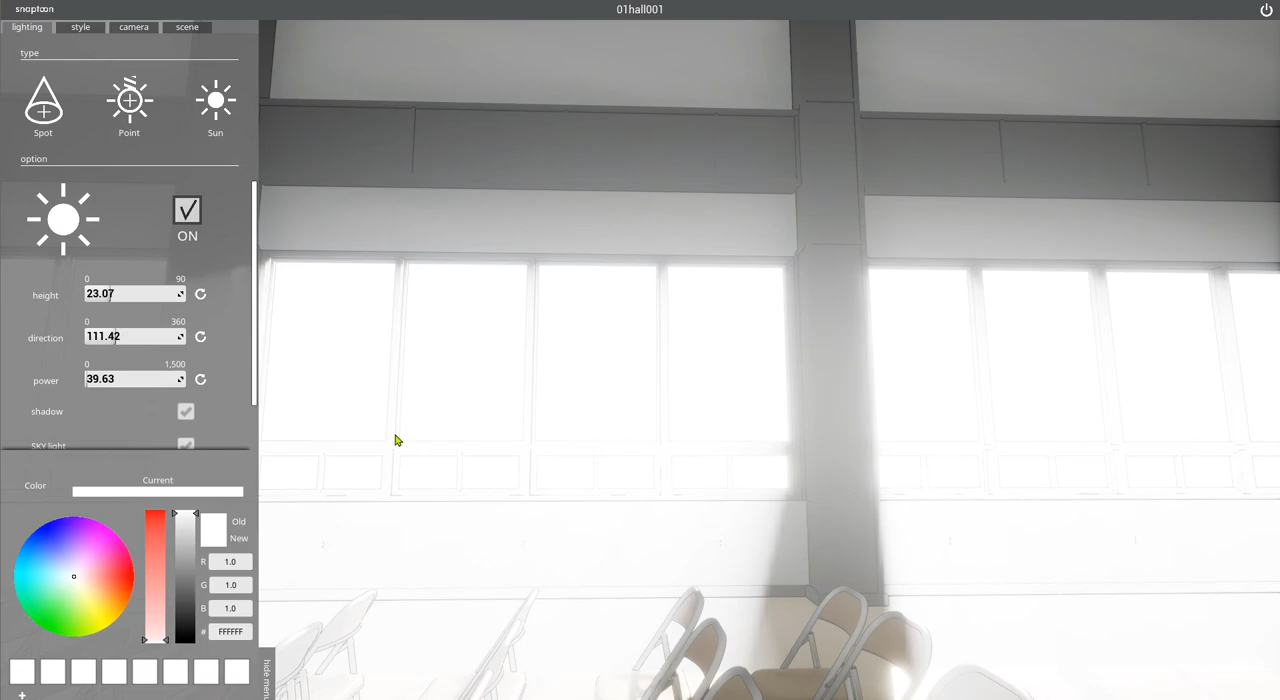 snaptoon
01hall001
lighting style camera scene
type
Spot Point Sun
option
ON
0 90
height 23.07
0 360
direction 111.42
0 1,500
power 39.63
shadow
SKY light
Color Current
Old
New
R 1.0
G 1.0
B 1.0
# FFFFFF
hide menu